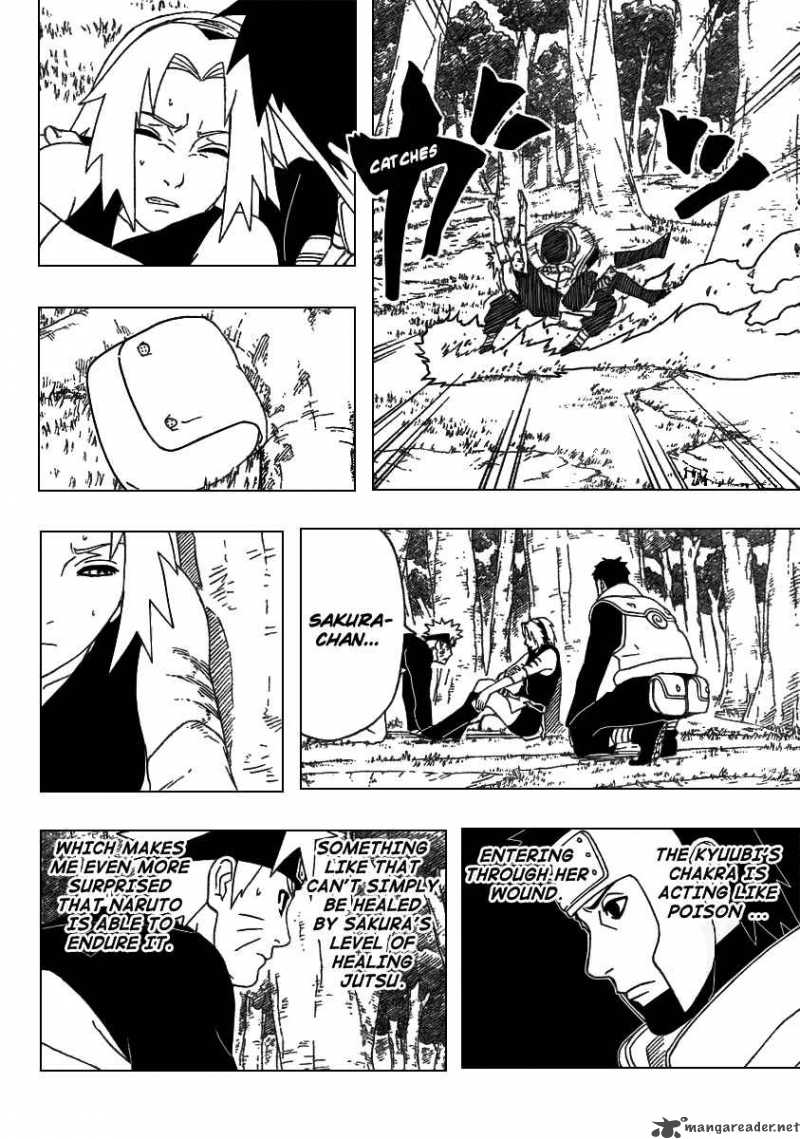 ガッ
CATCHES
SAKURA-
CHAN...
THE KYUUBI'S
CHAKRA IS
ACTING LIKE
POISON ...
ENTERING
THROUGH HER
WOUND
SOMETHING
LIKE THAT
CAN'T SIMPLY
BE HEALED
BY SAKURA'S
LEVEL OF
HEALING
JUTSU.
WHICH MAKES
ME EVEN MORE
SURPRISED
THAT NARUTO
IS ABLE TO
ENDURE IT.
mangareader.net